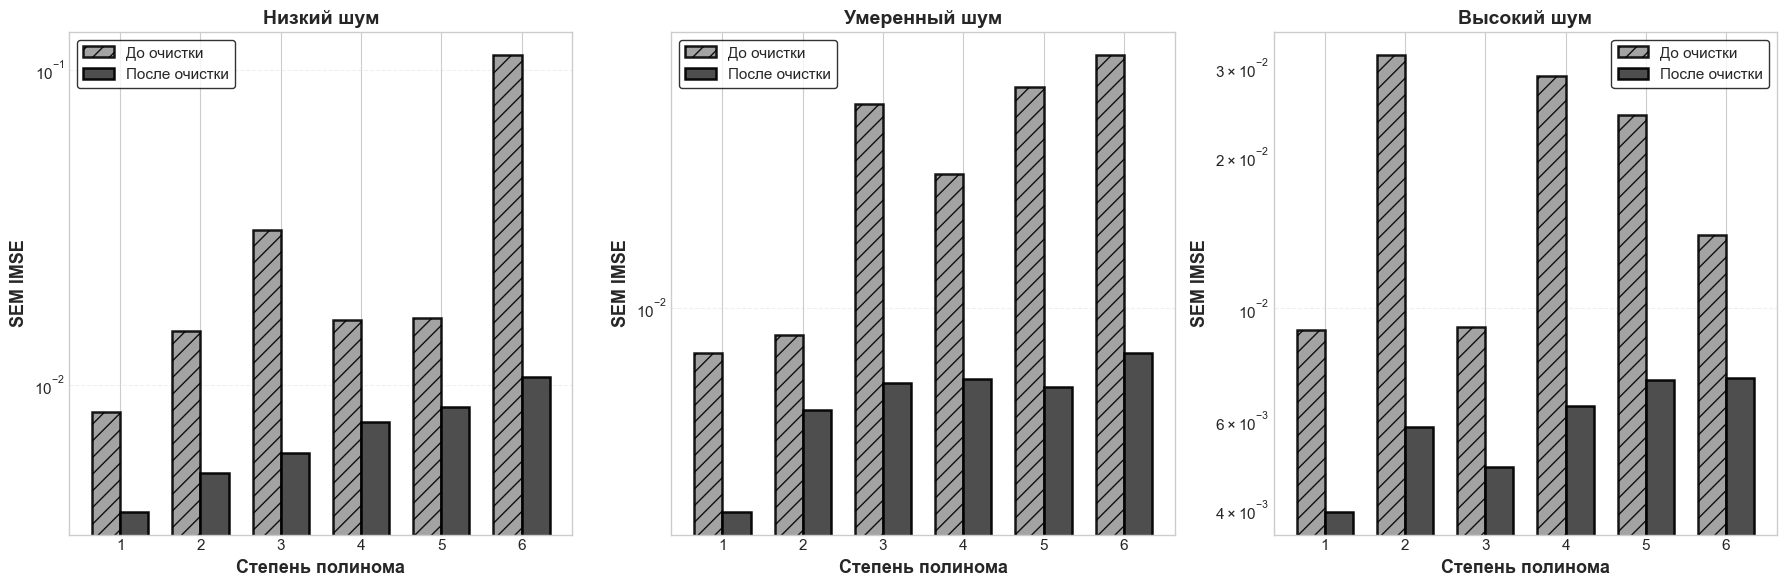 Низкий шум
До очистки
После очистки
10⁻¹
10⁻²
SEM IMSE
1 2 3 4 5 6
Степень полинома
Умеренный шум
До очистки
После очистки
10⁻²
SEM IMSE
1 2 3 4 5 6
Степень полинома
Высокий шум
До очистки
После очистки
3 × 10⁻²
2 × 10⁻²
10⁻²
6 × 10⁻³
4 × 10⁻³
SEM IMSE
1 2 3 4 5 6
Степень полинома